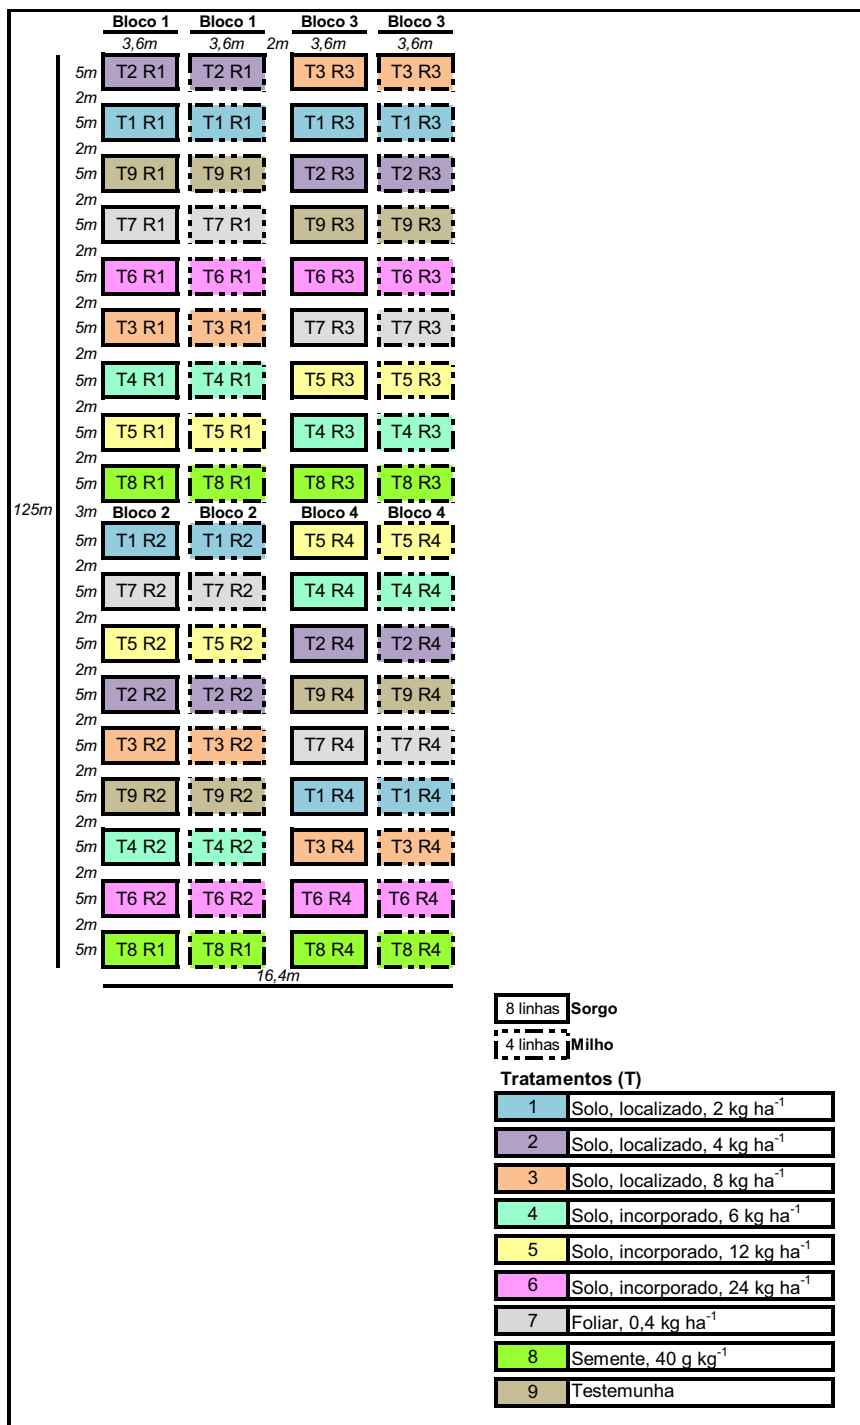 Bloco 1 Bloco 1 Bloco 3 Bloco 3
3,6m 3,6m 2m 3,6m 3,6m
5m T2 R1 T2 R1 T3 R3 T3 R3
2m
5m T1 R1 T1 R1 T1 R3 T1 R3
2m
5m T9 R1 T9 R1 T2 R3 T2 R3
2m
5m T7 R1 T7 R1 T9 R3 T9 R3
2m
5m T6 R1 T6 R1 T6 R3 T6 R3
2m
5m T3 R1 T3 R1 T7 R3 T7 R3
2m
5m T4 R1 T4 R1 T5 R3 T5 R3
2m
5m T5 R1 T5 R1 T4 R3 T4 R3
2m
5m T8 R1 T8 R1 T8 R3 T8 R3
125m 3m Bloco 2 Bloco 2 Bloco 4 Bloco 4
5m T1 R2 T1 R2 T5 R4 T5 R4
2m
5m T7 R2 T7 R2 T4 R4 T4 R4
2m
5m T5 R2 T5 R2 T2 R4 T2 R4
2m
5m T2 R2 T2 R2 T9 R4 T9 R4
2m
5m T3 R2 T3 R2 T7 R4 T7 R4
2m
5m T9 R2 T9 R2 T1 R4 T1 R4
2m
5m T4 R2 T4 R2 T3 R4 T3 R4
2m
5m T6 R2 T6 R2 T6 R4 T6 R4
2m
5m T8 R1 T8 R1 T8 R4 T8 R4
16,4m
8 linhas Sorgo
4 linhas Milho
Tratamentos (T)
1 Solo, localizado, 2 kg ha⁻¹
2 Solo, localizado, 4 kg ha⁻¹
3 Solo, localizado, 8 kg ha⁻¹
4 Solo, incorporado, 6 kg ha⁻¹
5 Solo, incorporado, 12 kg ha⁻¹
6 Solo, incorporado, 24 kg ha⁻¹
7 Foliar, 0,4 kg ha⁻¹
8 Semente, 40 g kg⁻¹
9 Testemunha